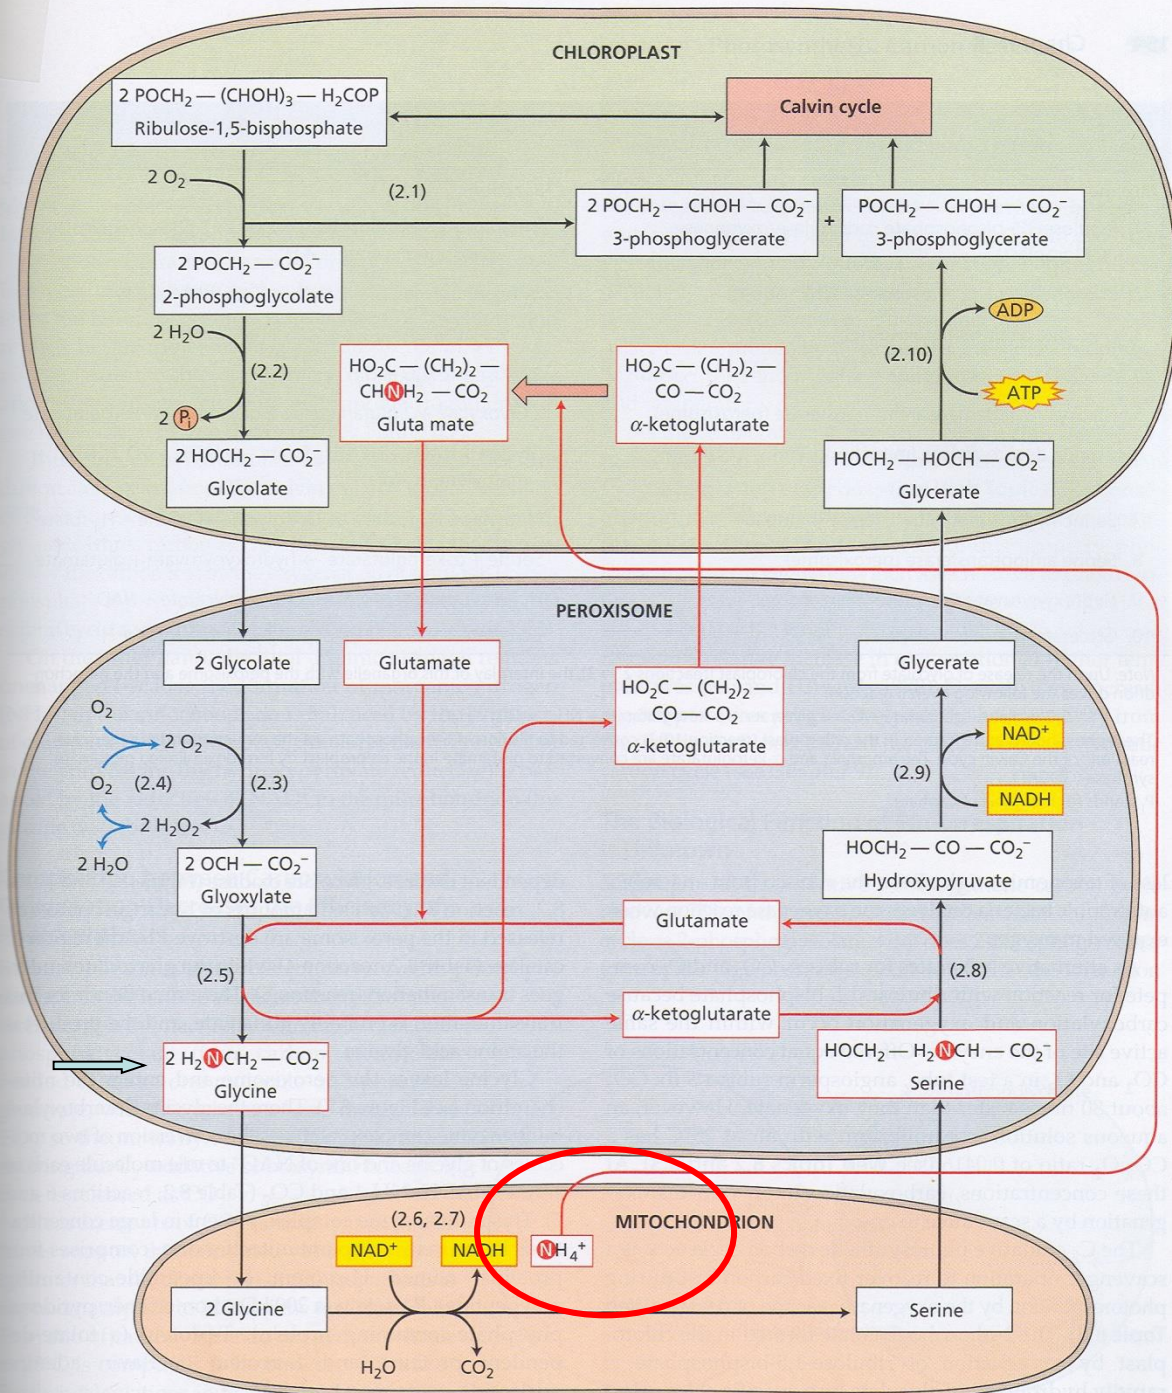 CHLOROPLAST
2 POCH₂ — (CHOH)₃ — H₂COP
Ribulose-1,5-bisphosphate
Calvin cycle
2 O₂
(2.1)
2 POCH₂ — CHOH — CO₂⁻
3-phosphoglycerate
+
POCH₂ — CHOH — CO₂⁻
3-phosphoglycerate
2 POCH₂ — CO₂⁻
2-phosphoglycolate
2 H₂O
(2.2)
2 Pᵢ
HO₂C — (CH₂)₂ —
CHNH₂ — CO₂
Gluta mate
HO₂C — (CH₂)₂ —
CO — CO₂
α-ketoglutarate
ADP
(2.10)
ATP
2 HOCH₂ — CO₂⁻
Glycolate
HOCH₂ — HOCH — CO₂⁻
Glycerate
PEROXISOME
2 Glycolate
Glutamate
Glycerate
HO₂C — (CH₂)₂ —
CO — CO₂
α-ketoglutarate
O₂
2 O₂
O₂
(2.4)
(2.3)
2 H₂O₂
2 H₂O
NAD⁺
(2.9)
NADH
2 OCH — CO₂⁻
Glyoxylate
HOCH₂ — CO — CO₂⁻
Hydroxypyruvate
Glutamate
(2.5)
(2.8)
α-ketoglutarate
2 H₂NCH₂ — CO₂⁻
Glycine
HOCH₂ — H₂NCH — CO₂⁻
Serine
MITOCHONDRION
(2.6, 2.7)
NAD⁺
NADH
NH₄⁺
2 Glycine
Serine
H₂O
CO₂